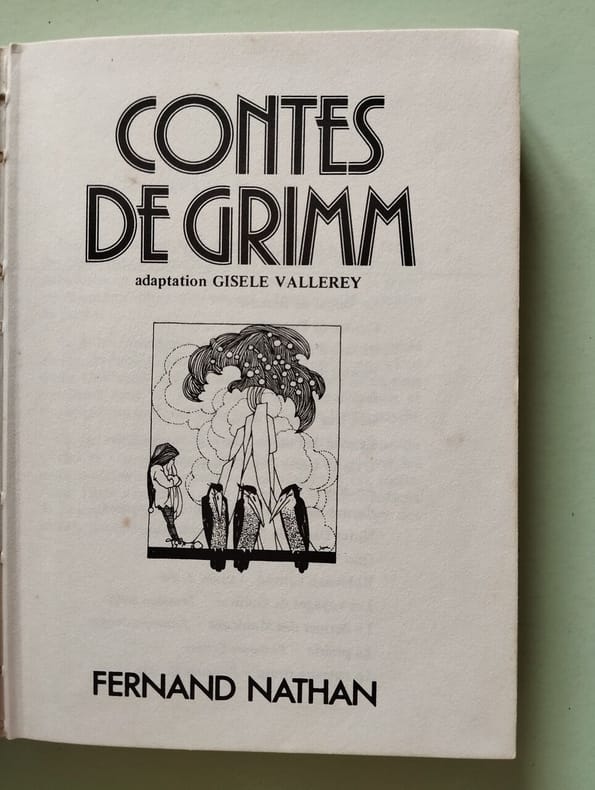 CONTES
DE GRIMM
adaptation GISELE VALLEREY
FERNAND NATHAN